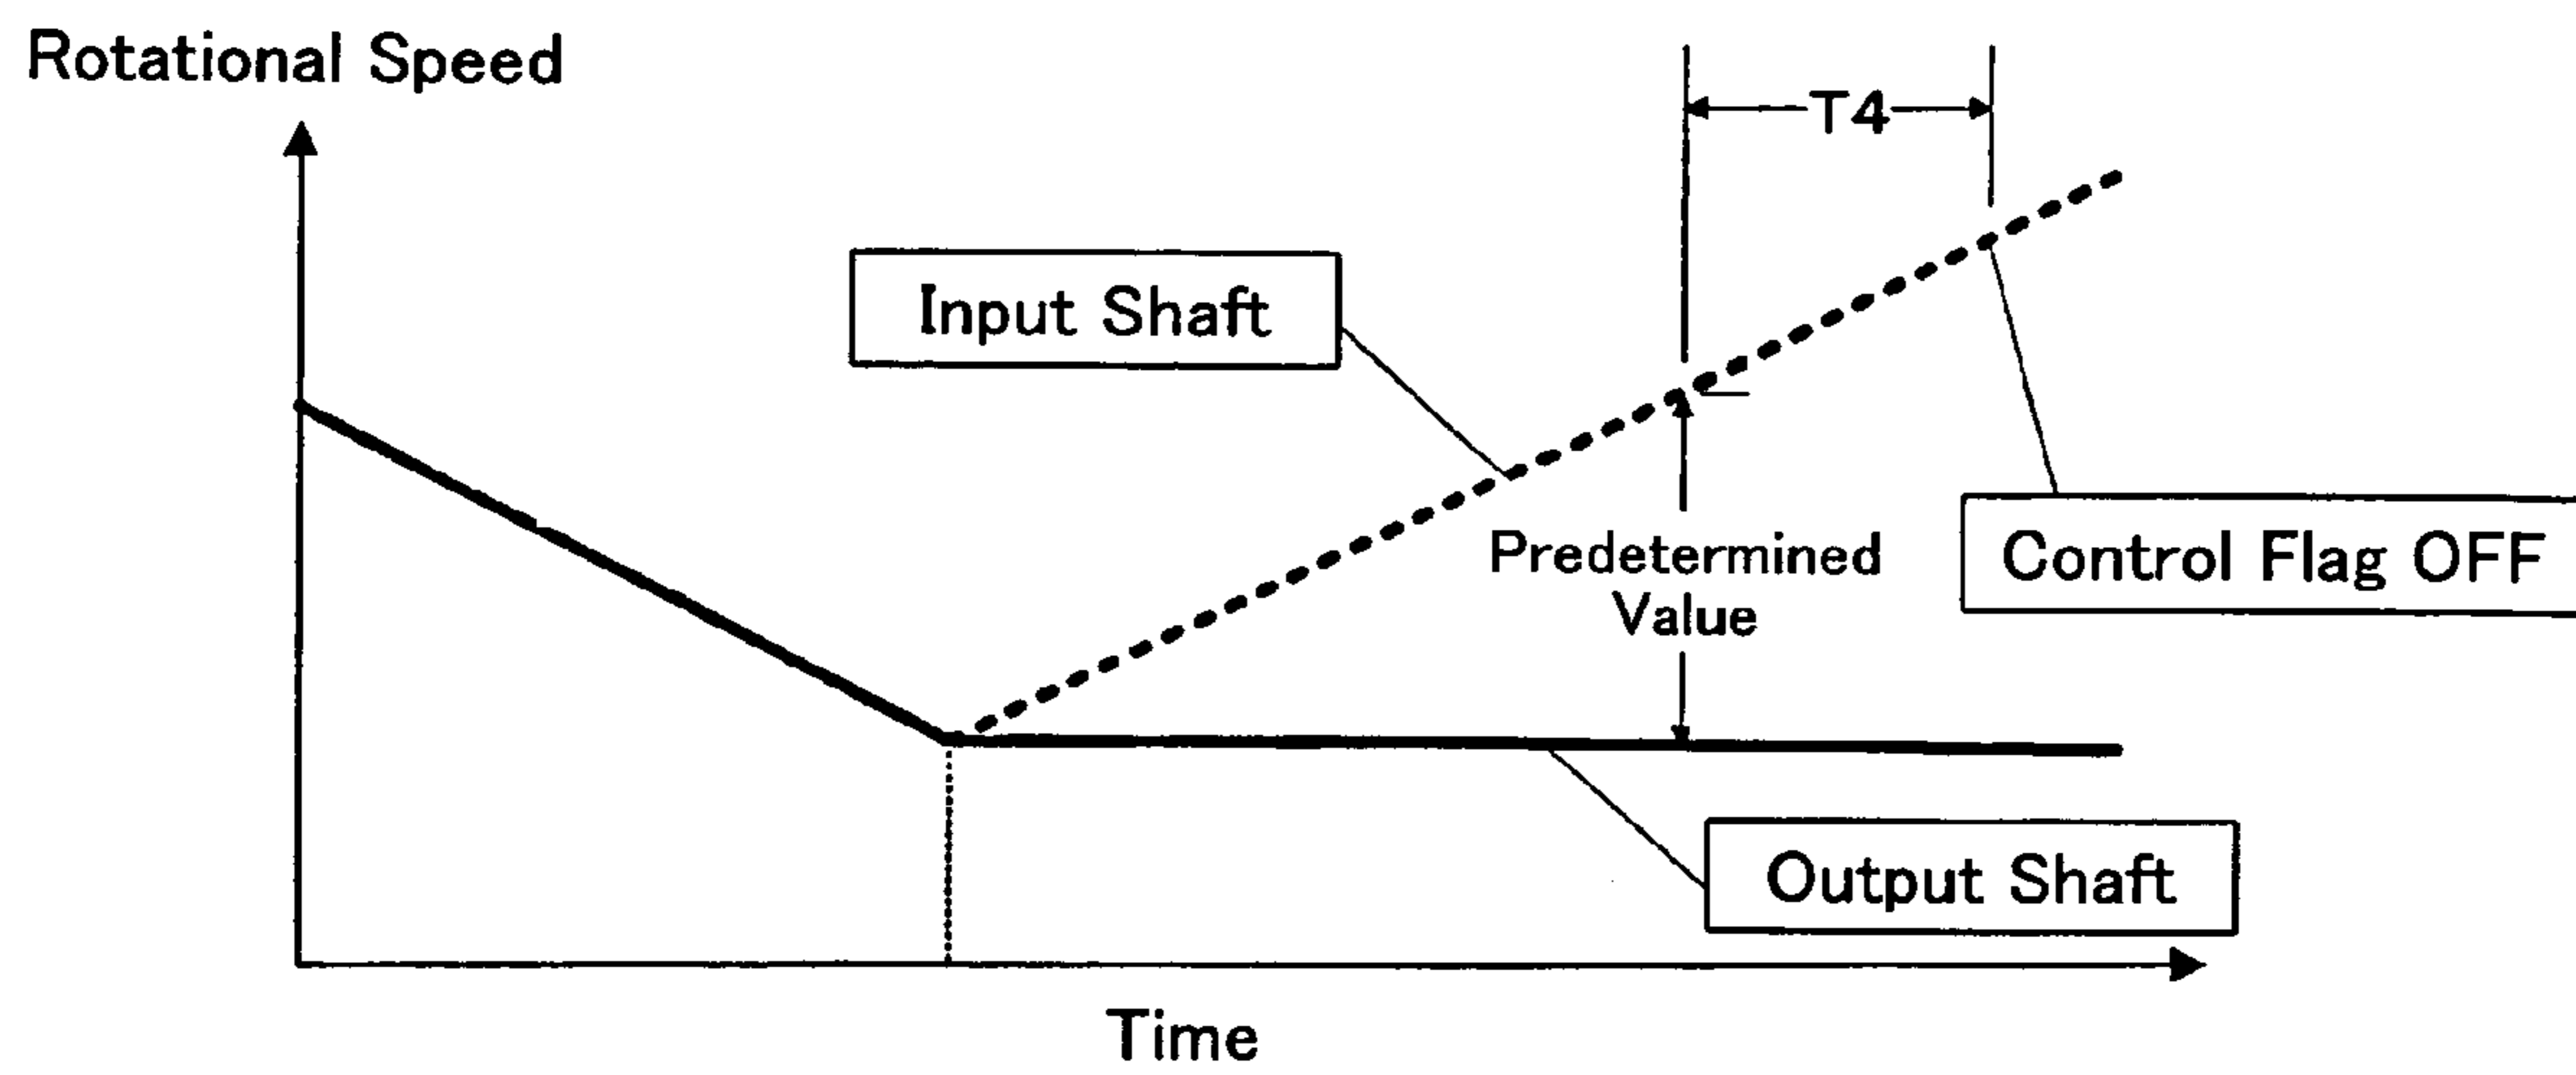 Rotational Speed
T4
Input Shaft
Predetermined
Value
Control Flag OFF
Output Shaft
Time